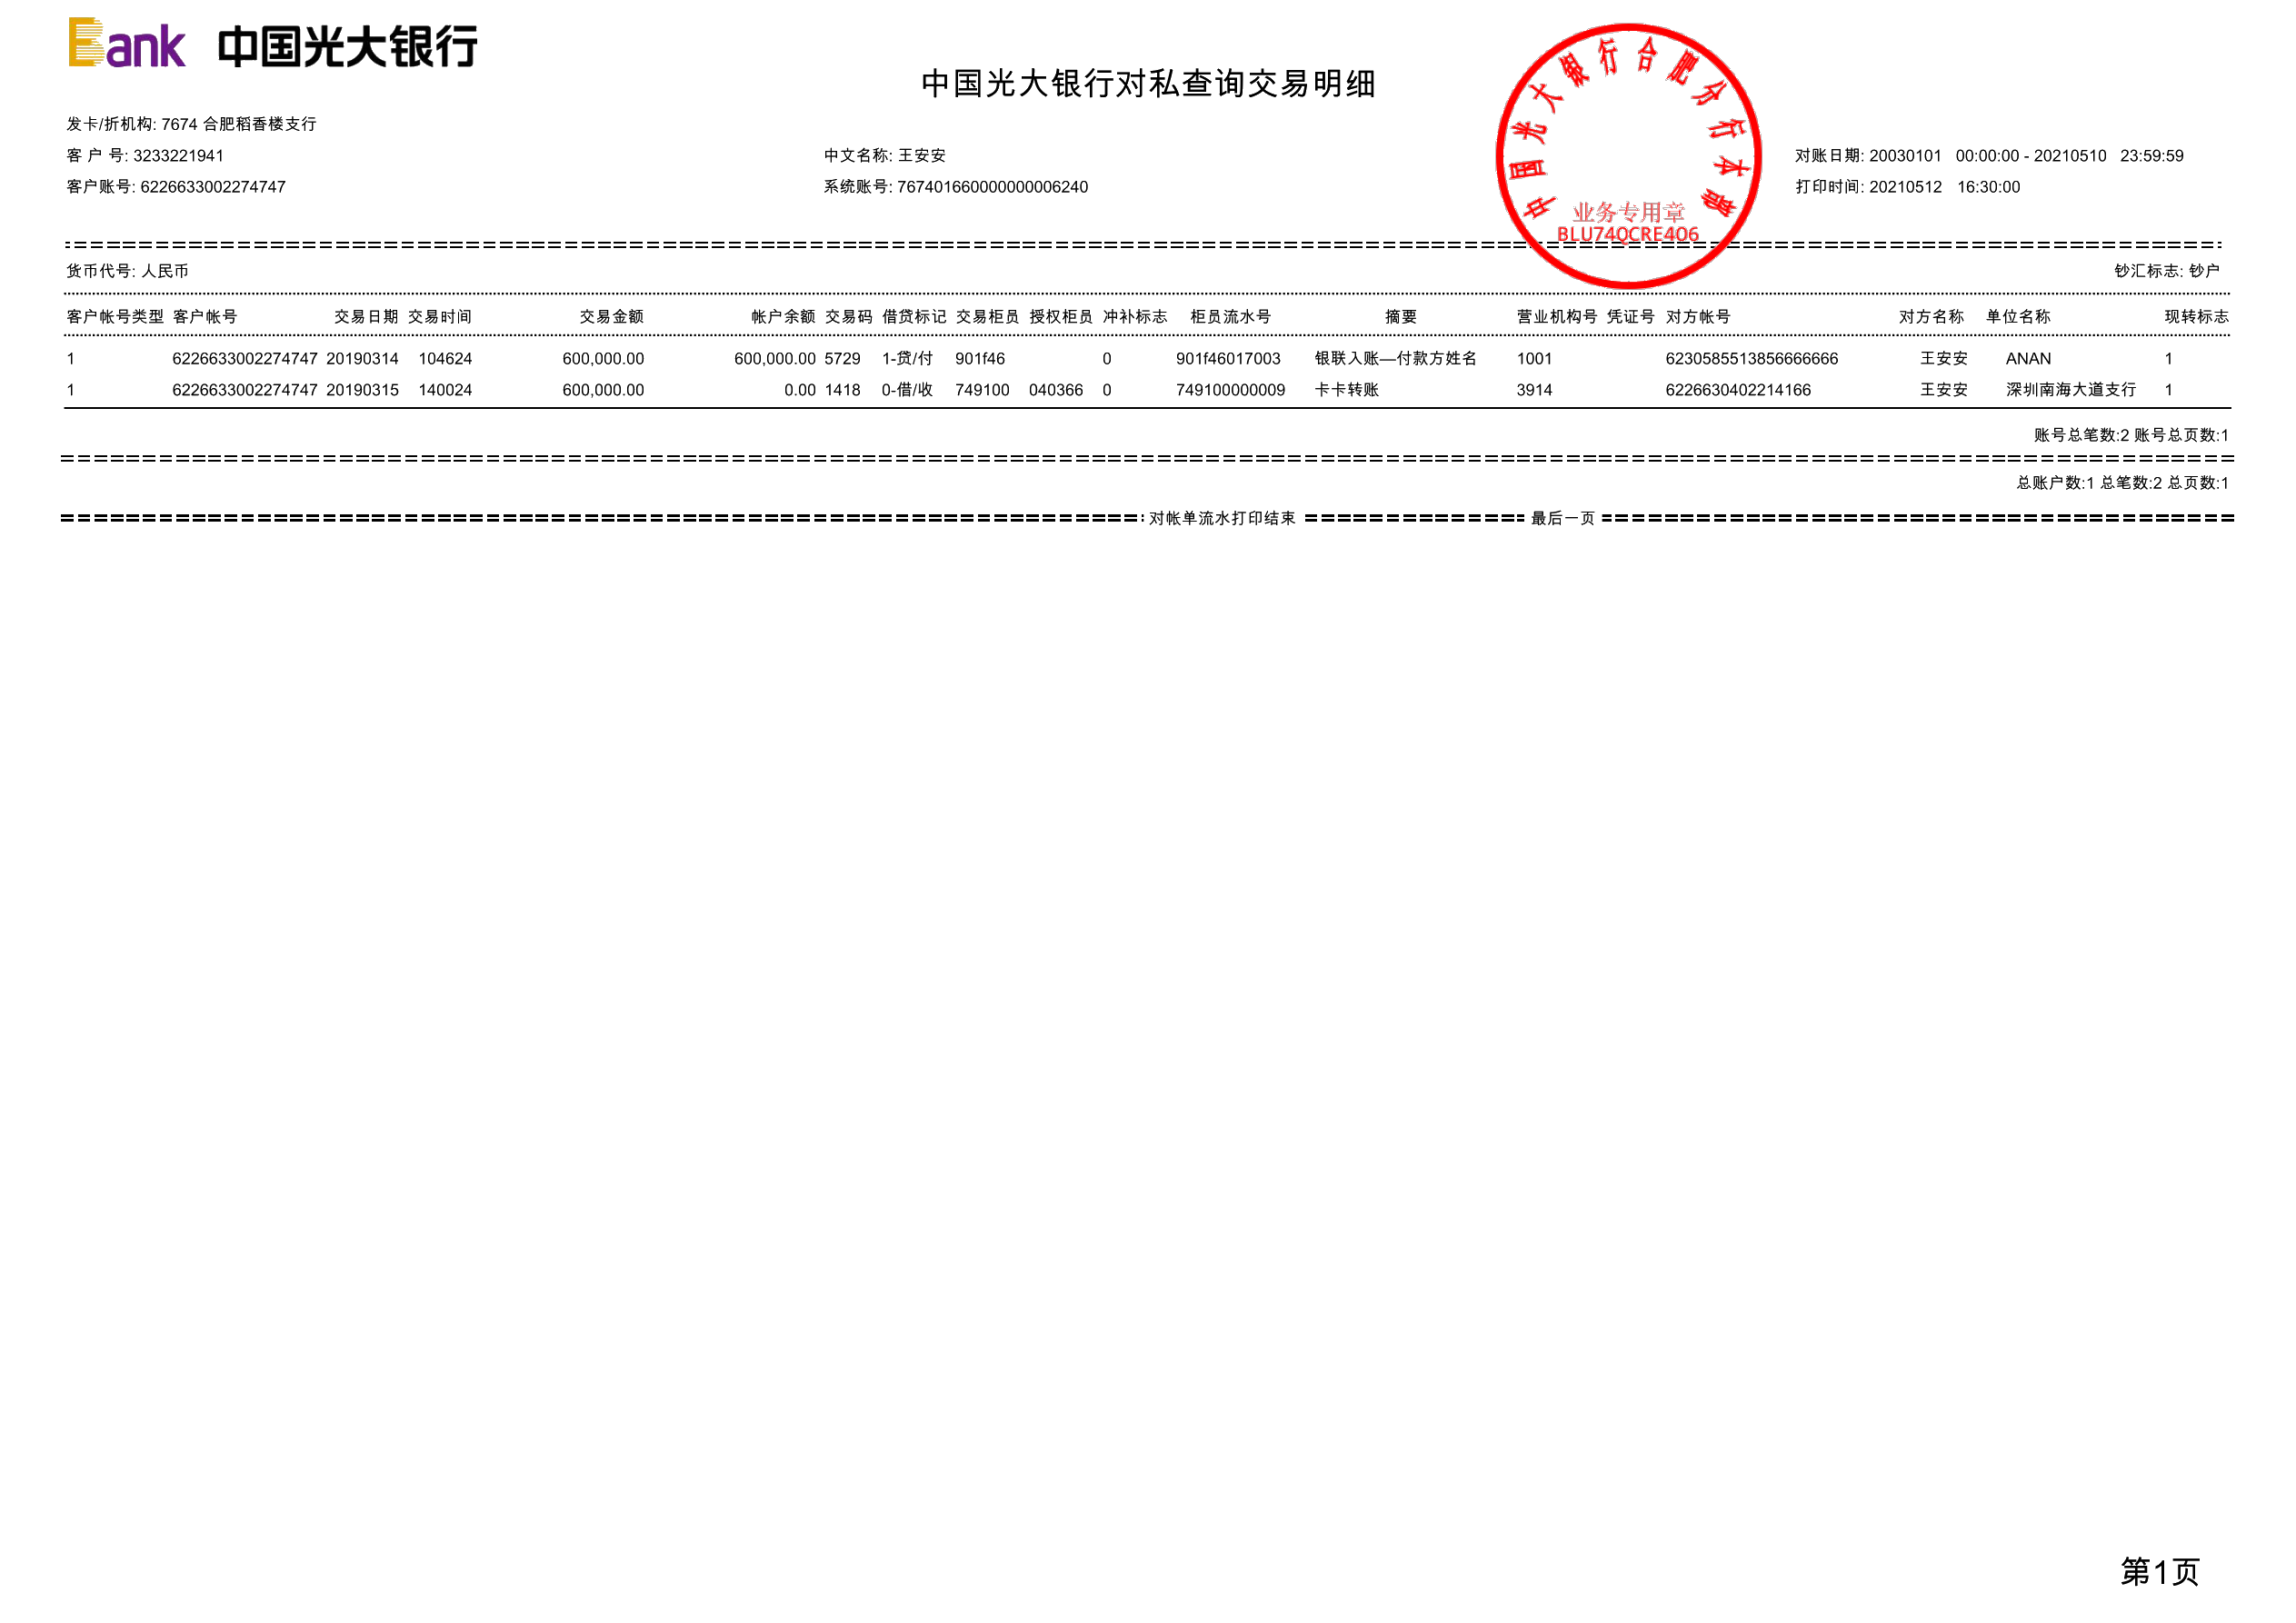 Bank 中国光大银行
中国光大银行对私查询交易明细
中国光大银行合肥分行本部
业务专用章
BLU74QCRE406
发卡/折机构: 7674 合肥稻香楼支行
客 户 号: 3233221941 中文名称: 王安安 对账日期: 20030101 00:00:00 - 20210510 23:59:59
客户账号: 6226633002274747 系统账号: 767401660000000006240 打印时间: 20210512 16:30:00
货币代号: 人民币 钞汇标志: 钞户
客户帐号类型 客户帐号 交易日期 交易时间 交易金额 帐户余额 交易码 借贷标记 交易柜员 授权柜员 冲补标志 柜员流水号 摘要 营业机构号 凭证号 对方帐号 对方名称 单位名称 现转标志
1 6226633002274747 20190314 104624 600,000.00 600,000.00 5729 1-贷/付 901f46 0 901f46017003 银联入账—付款方姓名 1001 6230585513856666666 王安安 ANAN 1
1 6226633002274747 20190315 140024 600,000.00 0.00 1418 0-借/收 749100 040366 0 749100000009 卡卡转账 3914 6226630402214166 王安安 深圳南海大道支行 1
账号总笔数:2 账号总页数:1
总账户数:1 总笔数:2 总页数:1
对帐单流水打印结束 最后一页
第1页